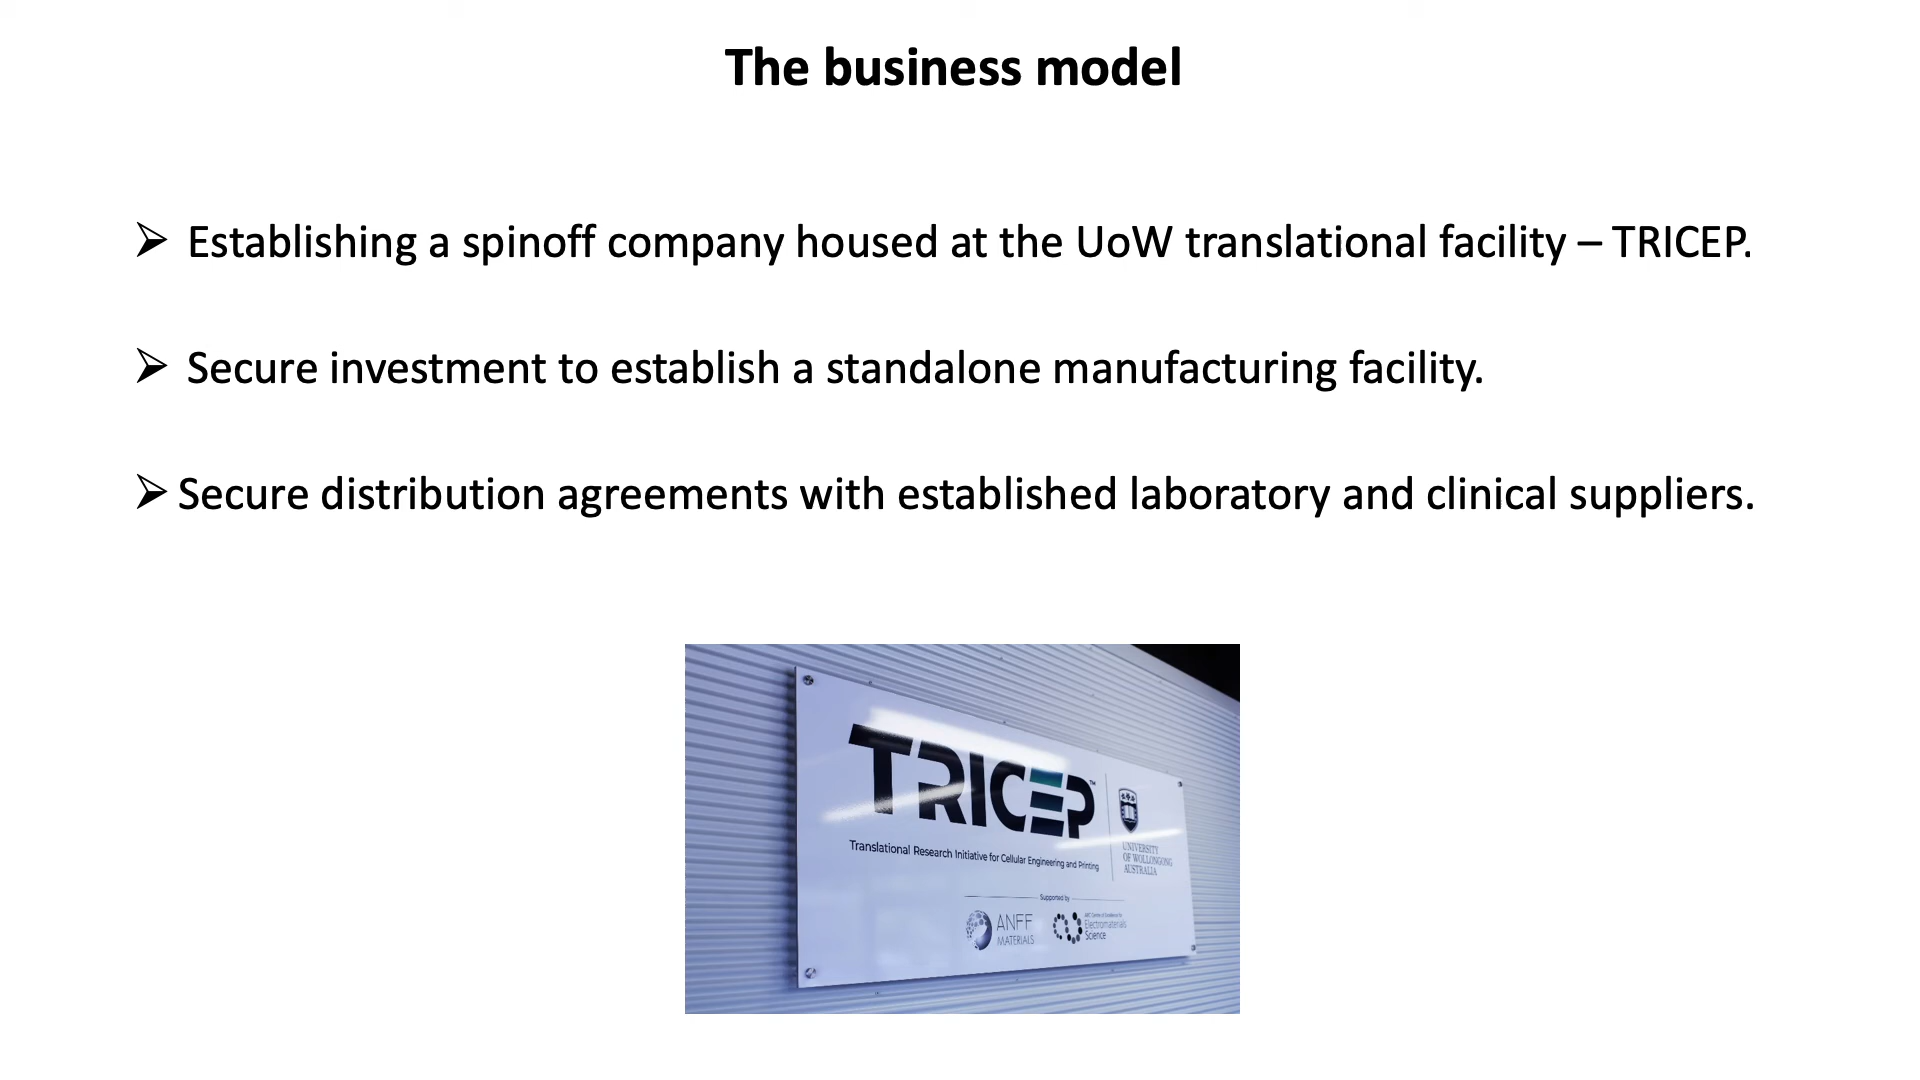 The business model
➢ Establishing a spinoff company housed at the UoW translational facility – TRICEP.
➢ Secure investment to establish a standalone manufacturing facility.
➢ Secure distribution agreements with established laboratory and clinical suppliers.
TRICEP™
Translational Research Initiative for Cellular Engineering and Printing
UNIVERSITY
OF WOLLONGONG
AUSTRALIA
Supported by
ANFF
MATERIALS
ARC Centre of Excellence for
Electromaterials
Science